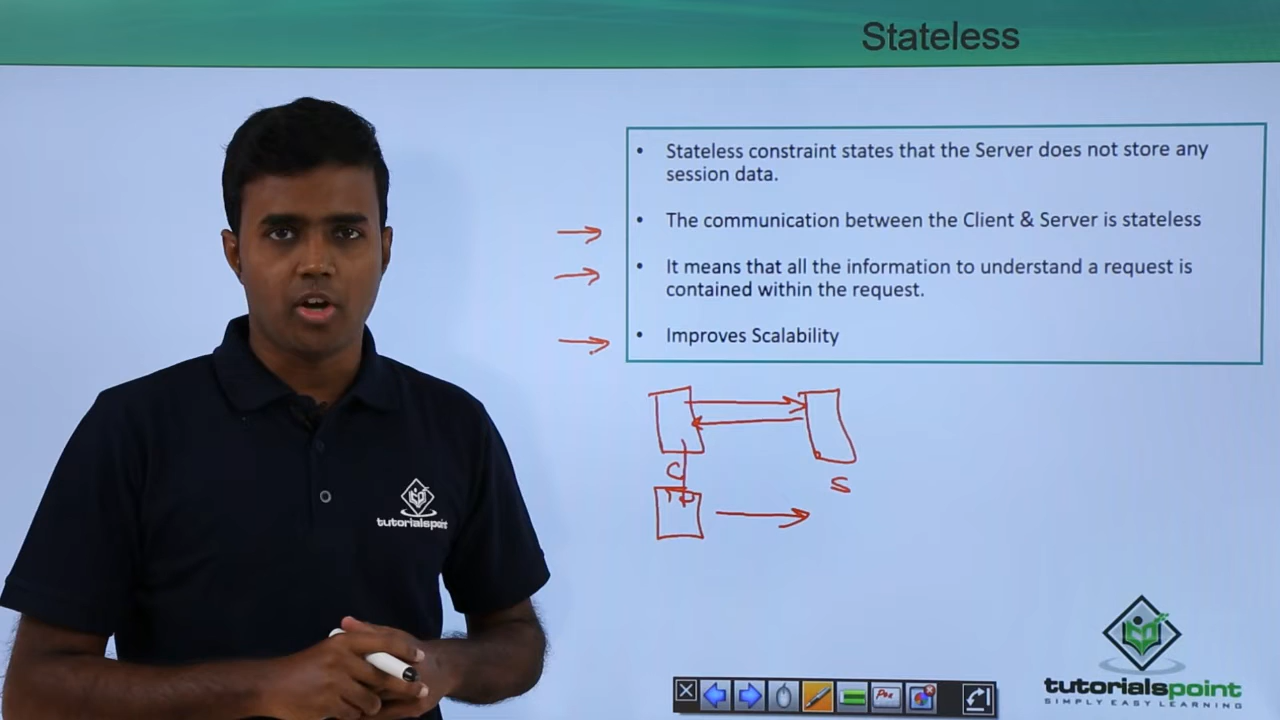 Stateless
• Stateless constraint states that the Server does not store any
session data.
• The communication between the Client & Server is stateless
• It means that all the information to understand a request is
contained within the request.
• Improves Scalability
C
S
tutorialspoint
Pen
tutorialspoint
SIMPLY EASY LEARNING